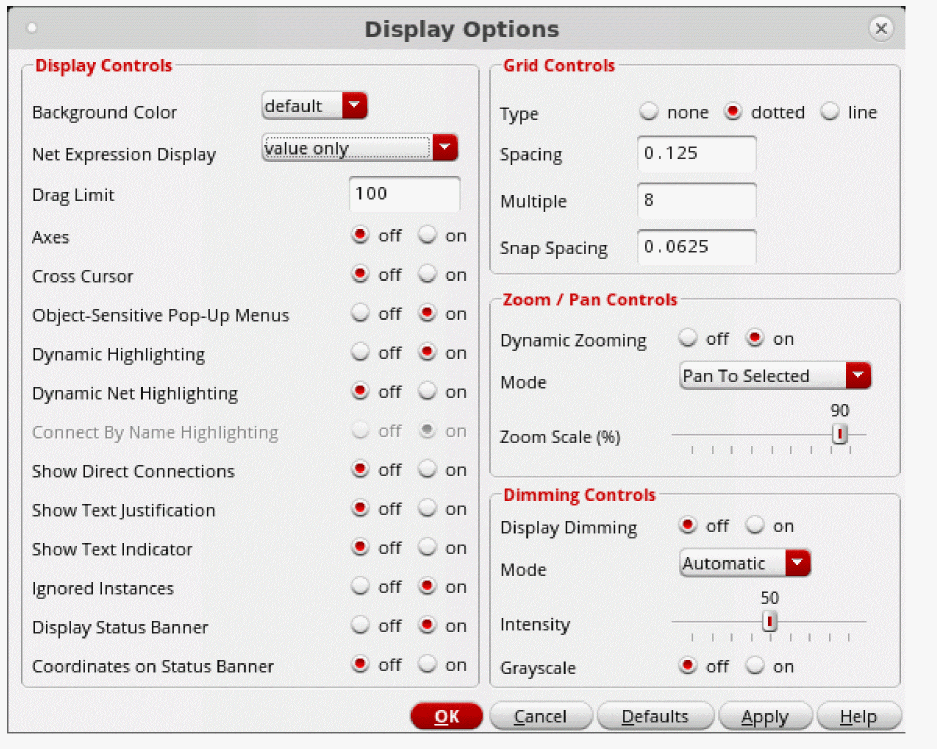 Display Options
Display Controls
Background Color default
Net Expression Display value only
Drag Limit 100
Axes off on
Cross Cursor off on
Object-Sensitive Pop-Up Menus off on
Dynamic Highlighting off on
Dynamic Net Highlighting off on
Connect By Name Highlighting off on
Show Direct Connections off on
Show Text Justification off on
Show Text Indicator off on
Ignored Instances off on
Display Status Banner off on
Coordinates on Status Banner off on
Grid Controls
Type none dotted line
Spacing 0.125
Multiple 8
Snap Spacing 0.0625
Zoom / Pan Controls
Dynamic Zooming off on
Mode Pan To Selected
90
Zoom Scale (%)
Dimming Controls
Display Dimming off on
Mode Automatic
50
Intensity
Grayscale off on
OK Cancel Defaults Apply Help